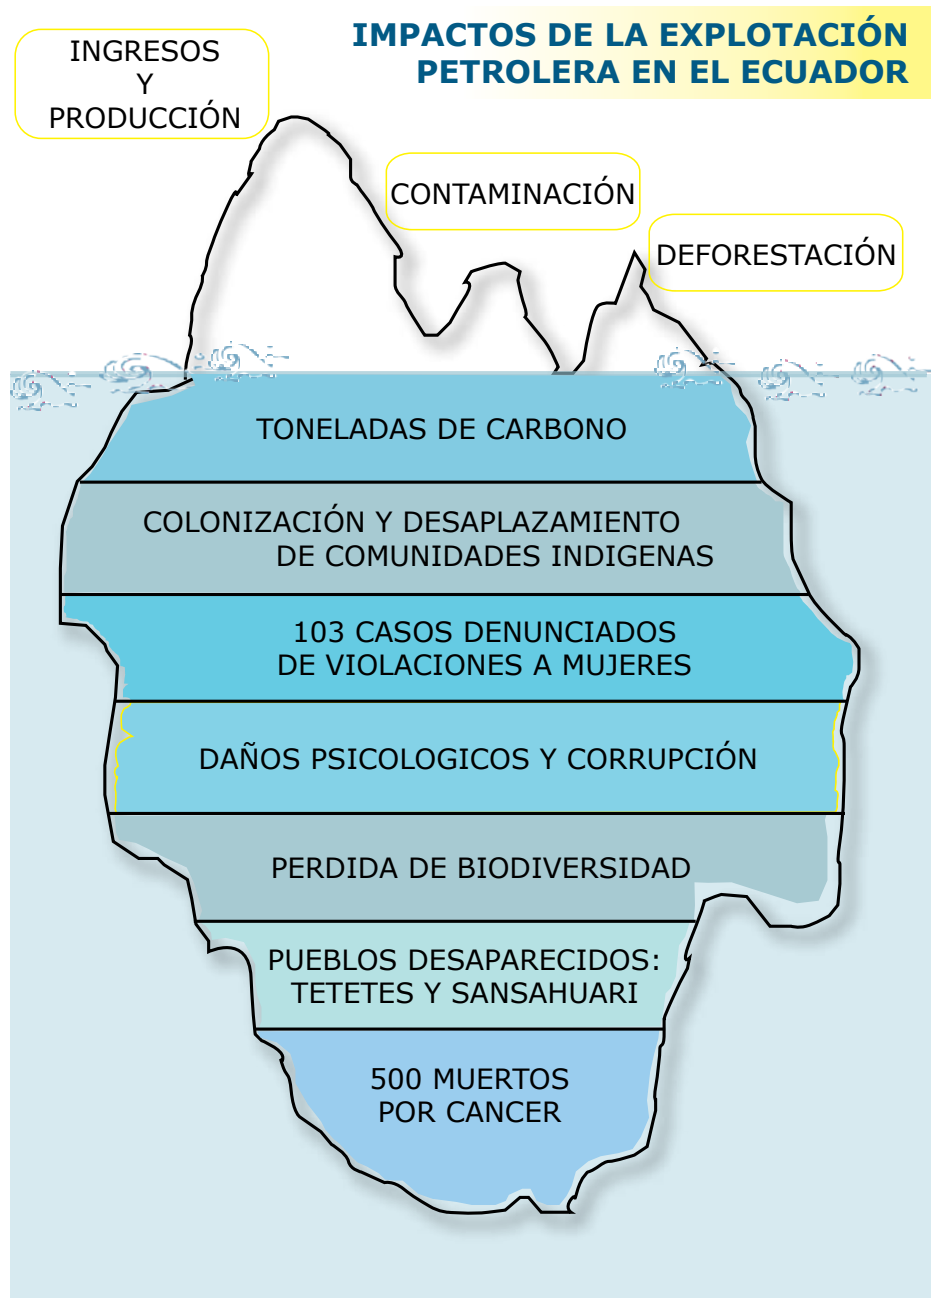 IMPACTOS DE LA EXPLOTACIÓN
PETROLERA EN EL ECUADOR
INGRESOS
Y
PRODUCCIÓN
CONTAMINACIÓN
DEFORESTACIÓN
TONELADAS DE CARBONO
COLONIZACIÓN Y DESAPLAZAMIENTO
DE COMUNIDADES INDIGENAS
103 CASOS DENUNCIADOS
DE VIOLACIONES A MUJERES
DAÑOS PSICOLOGICOS Y CORRUPCIÓN
PERDIDA DE BIODIVERSIDAD
PUEBLOS DESAPARECIDOS:
TETETES Y SANSAHUARI
500 MUERTOS
POR CANCER